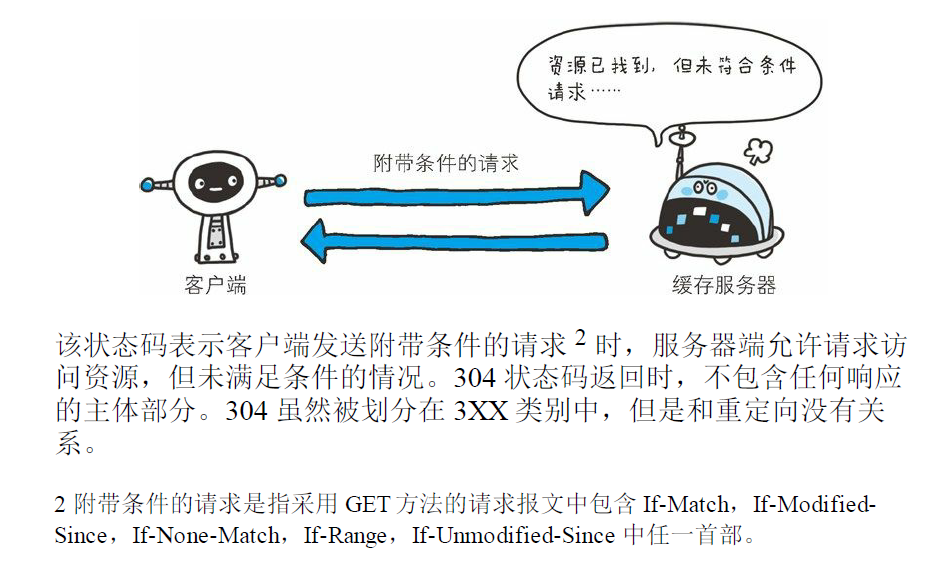 资源已找到，但未符合条件
请求……
附带条件的请求
客户端
缓存服务器
该状态码表示客户端发送附带条件的请求 2 时，服务器端允许请求访
问资源，但未满足条件的情况。304 状态码返回时，不包含任何响应
的主体部分。304 虽然被划分在 3XX 类别中，但是和重定向没有关
系。
2 附带条件的请求是指采用 GET 方法的请求报文中包含 If-Match，If-Modified-
Since，If-None-Match，If-Range，If-Unmodified-Since 中任一首部。